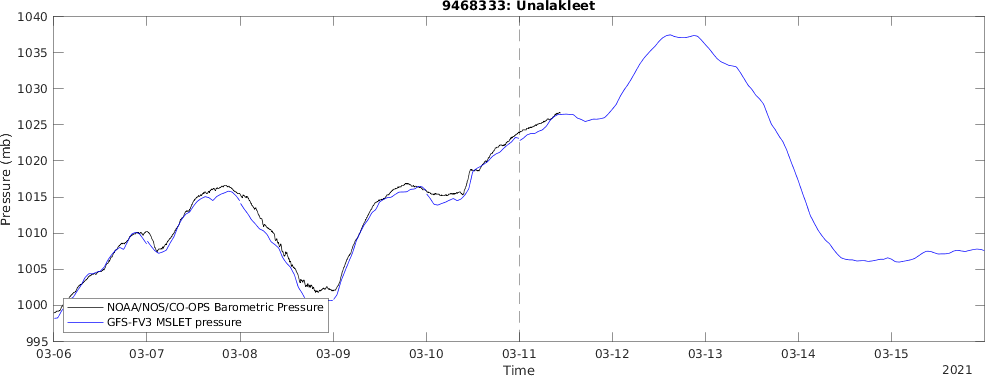 9468333: Unalakleet
1040
1035
1030
1025
1020
1015
1010
1005
1000
995
Pressure (mb)
NOAA/NOS/CO-OPS Barometric Pressure
GFS-FV3 MSLET pressure
03-06 03-07 03-08 03-09 03-10 03-11 03-12 03-13 03-14 03-15
Time
2021